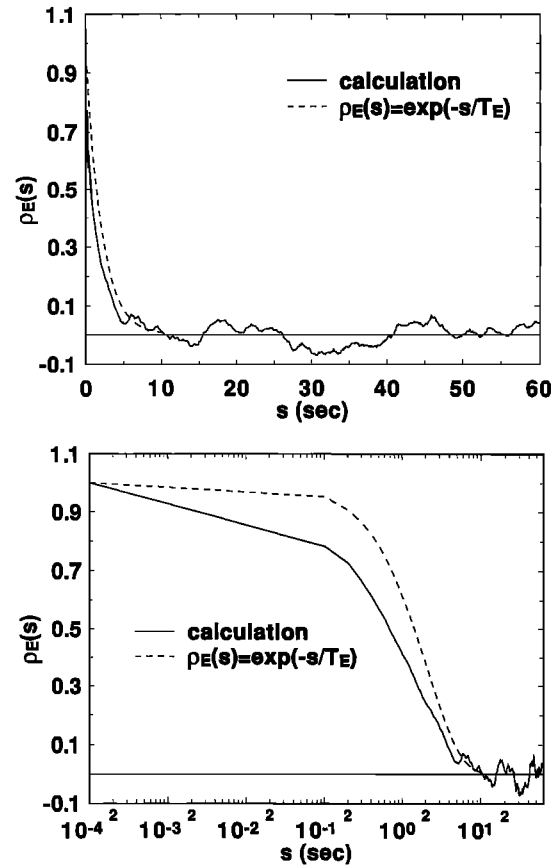 1.1
0.9
0.7
0.5
0.3
0.1
-0.1
ρE(s)
calculation
ρE(s)=exp(-s/TE)
0 10 20 30 40 50 60
s (sec)
1.1
0.9
0.7
0.5
0.3
0.1
-0.1
ρE(s)
calculation
ρE(s)=exp(-s/TE)
10⁻⁴ 2 10⁻³ 2 10⁻² 2 10⁻¹ 2 10⁰ 2 10¹ 2
s (sec)